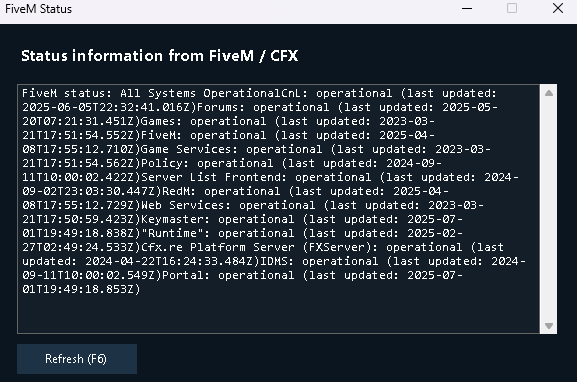 FiveM Status
Status information from FiveM / CFX
FiveM status: All Systems OperationalCnL: operational (last updated:
2025-06-05T22:32:41.016Z)Forums: operational (last updated: 2025-05-
20T07:21:31.451Z)Games: operational (last updated: 2023-03-
21T17:51:54.552Z)FiveM: operational (last updated: 2025-04-
08T17:55:12.710Z)Game Services: operational (last updated: 2023-03-
21T17:51:54.562Z)Policy: operational (last updated: 2024-09-
11T10:00:02.422Z)Server List Frontend: operational (last updated: 2024-
09-02T23:03:30.447Z)RedM: operational (last updated: 2025-04-
08T17:55:12.729Z)Web Services: operational (last updated: 2023-03-
21T17:50:59.423Z)Keymaster: operational (last updated: 2025-07-
01T19:49:18.838Z)"Runtime": operational (last updated: 2025-02-
27T02:49:24.533Z)Cfx.re Platform Server (FXServer): operational (last
updated: 2024-04-22T16:24:33.484Z)IDMS: operational (last updated: 2024-
09-11T10:00:02.549Z)Portal: operational (last updated: 2025-07-
01T19:49:18.853Z)
Refresh (F6)